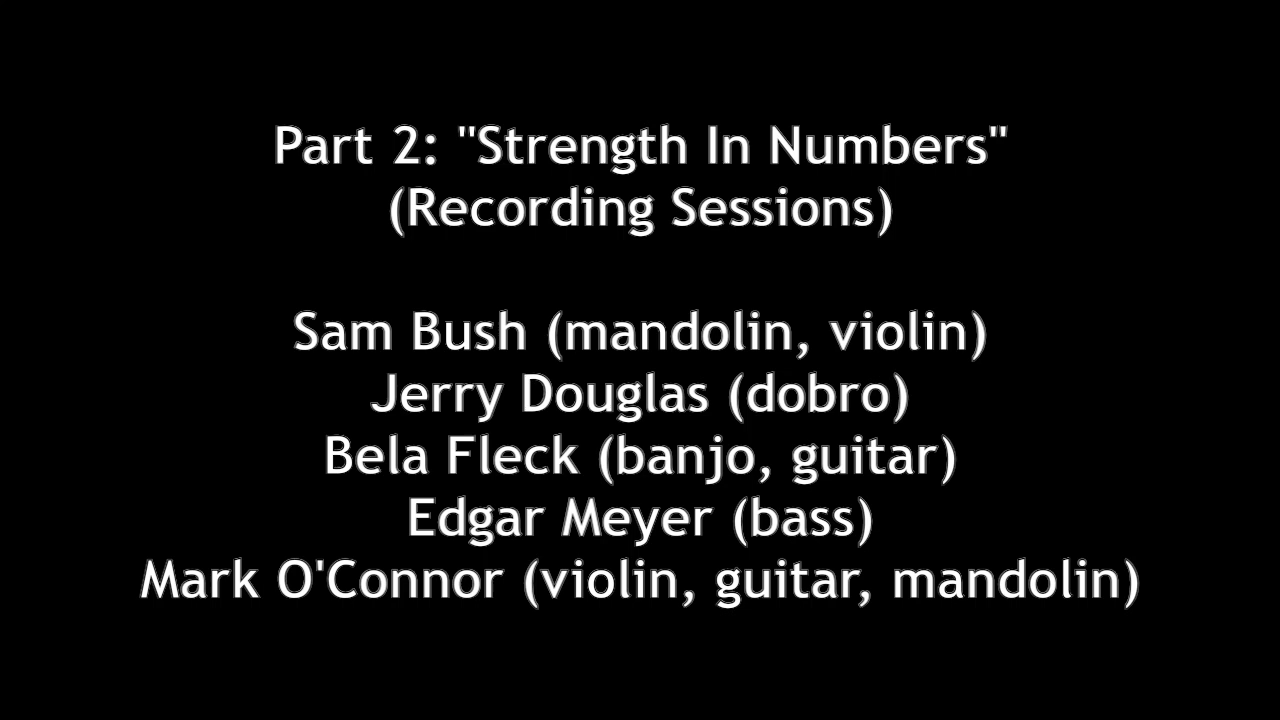 Part 2: "Strength In Numbers"
(Recording Sessions)
Sam Bush (mandolin, violin)
Jerry Douglas (dobro)
Bela Fleck (banjo, guitar)
Edgar Meyer (bass)
Mark O'Connor (violin, guitar, mandolin)